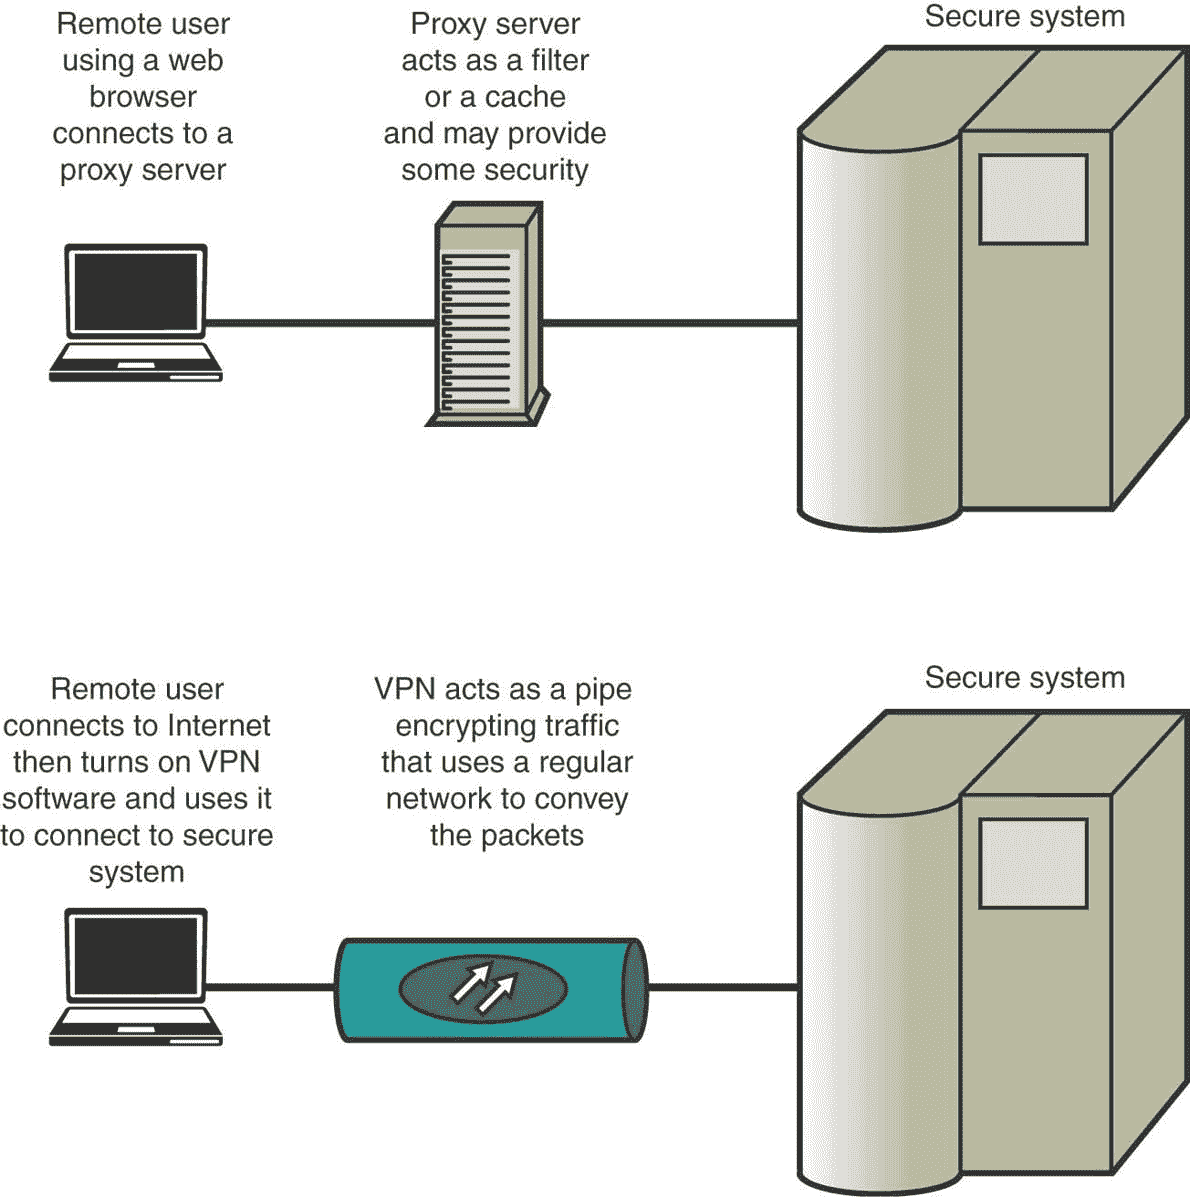 Remote user
using a web
browser
connects to a
proxy server
Proxy server
acts as a filter
or a cache
and may provide
some security
Secure system
Remote user
connects to Internet
then turns on VPN
software and uses it
to connect to secure
system
VPN acts as a pipe
encrypting traffic
that uses a regular
network to convey
the packets
Secure system